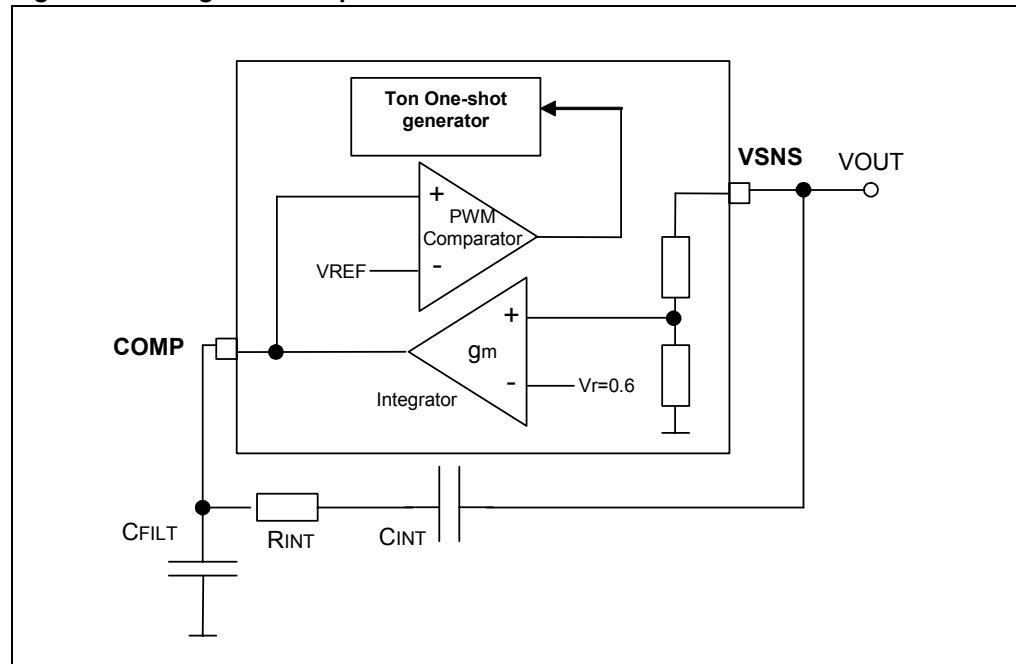 Ton One-shot
generator
VSNS
VOUT
+
PWM
Comparator
-
VREF
+
gm
-
Vr=0.6
Integrator
COMP
CFILT
RINT
CINT